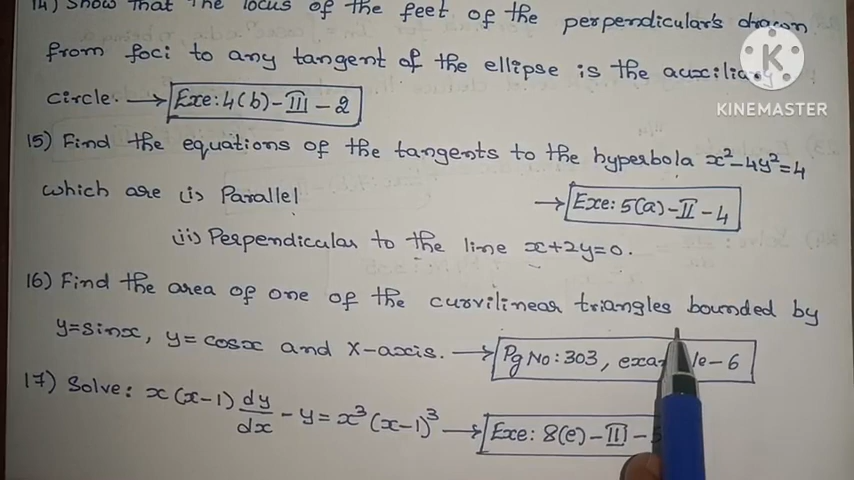 14) Show that the locus of the feet of the perpendiculars drawn
from foci to any tangent of the ellipse is the auxiliary
circle. → Exe: 4(b)-III-2
KINEMASTER
15) Find the equations of the tangents to the hyperbola x²-4y²=4
which are (i) Parallel
→ Exe: 5(a)-II-4
(ii) Perpendicular to the line x+2y=0.
16) Find the area of one of the curvilinear triangles bounded by
y=sinx, y=cosx and X-axis. → Pg No: 303, example-6
17) Solve: x(x-1) dy/dx - y = x³(x-1)³ → Exe: 8(e)-III-5